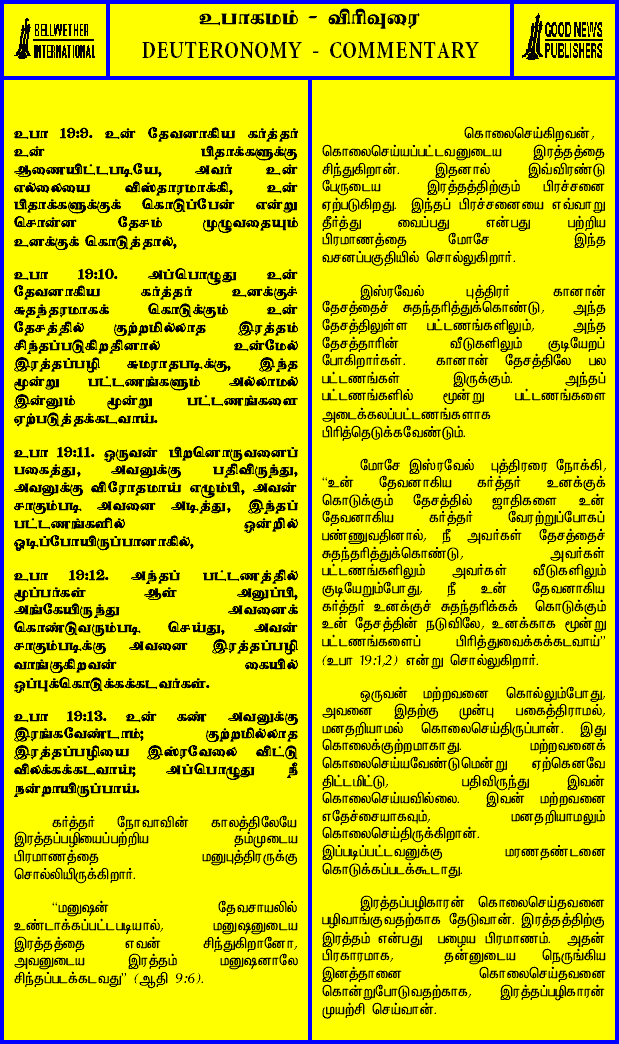 BELLWETHER
INTERNATIONAL
உபாகமம் - விரிவுரை
DEUTERONOMY - COMMENTARY
GOOD NEWS
PUBLISHERS
உபா 19:9. உன் தேவனாகிய கர்த்தர்
உன் பிதாக்களுக்கு
ஆணையிட்டபடியே, அவர் உன்
எல்லையை விஸ்தாரமாக்கி, உன்
பிதாக்களுக்குக் கொடுப்பேன் என்று
சொன்ன தேசம் முழுவதையும்
உனக்குக் கொடுத்தால்,
உபா 19:10. அப்பொழுது உன்
தேவனாகிய கர்த்தர் உனக்குச்
சுதந்தரமாகக் கொடுக்கும் உன்
தேசத்தில் குற்றமில்லாத இரத்தம்
சிந்தப்படுகிறதினால் உன்மேல்
இரத்தப்பழி சுமராதபடிக்கு, இந்த
மூன்று பட்டணங்களும் அல்லாமல்
இன்னும் மூன்று பட்டணங்களை
ஏற்படுத்தக்கடவாய்.
உபா 19:11. ஒருவன் பிறனொருவனைப்
பகைத்து, அவனுக்கு பதிவிருந்து,
அவனுக்கு விரோதமாய் எழும்பி, அவன்
சாகும்படி அவனை அடித்து, இந்தப்
பட்டணங்களில் ஒன்றில்
ஓடிப்போயிருப்பானாகில்,
உபா 19:12. அந்தப் பட்டணத்தில்
மூப்பர்கள் ஆள் அனுப்பி,
அங்கேயிருந்து அவனைக்
கொண்டுவரும்படி செய்து, அவன்
சாகும்படிக்கு அவனை இரத்தப்பழி
வாங்குகிறவன் கையில்
ஒப்புக்கொடுக்கக்கடவர்கள்.
உபா 19:13. உன் கண் அவனுக்கு
இரங்கவேண்டாம்; குற்றமில்லாத
இரத்தப்பழியை இஸ்ரவேலை விட்டு
விலக்கக்கடவாய்; அப்பொழுது நீ
நன்றாயிருப்பாய்.
கர்த்தர் நோவாவின் காலத்திலேயே
இரத்தப்பழியைப்பற்றிய தம்முடைய
பிரமாணத்தை மனுபுத்திரருக்கு
சொல்லியிருக்கிறார்.
“மனுஷன் தேவசாயலில்
உண்டாக்கப்பட்டபடியால், மனுஷனுடைய
இரத்தத்தை எவன் சிந்துகிறானோ,
அவனுடைய இரத்தம் மனுஷனாலே
சிந்தப்படக்கடவது” (ஆதி 9:6).
கொலைசெய்கிறவன்,
கொலைசெய்யப்பட்டவனுடைய இரத்தத்தை
சிந்துகிறான். இதனால் இவ்விரண்டு
பேருடைய இரத்தத்திற்கும் பிரச்சனை
ஏற்படுகிறது. இந்தப் பிரச்சனையை எவ்வாறு
தீர்த்து வைப்பது என்பது பற்றிய
பிரமாணத்தை மோசே இந்த
வசனப்பகுதியில் சொல்லுகிறார்.
இஸ்ரவேல் புத்திரர் கானான்
தேசத்தைச் சுதந்தரித்துக்கொண்டு, அந்த
தேசத்திலுள்ள பட்டணங்களிலும், அந்த
தேசத்தாரின் வீடுகளிலும் குடியேறப்
போகிறார்கள். கானான் தேசத்திலே பல
பட்டணங்கள் இருக்கும். அந்தப்
பட்டணங்களில் மூன்று பட்டணங்களை
அடைக்கலப்பட்டணங்களாக
பிரித்தெடுக்கவேண்டும்.
மோசே இஸ்ரவேல் புத்திரரை நோக்கி,
“உன் தேவனாகிய கர்த்தர் உனக்குக்
கொடுக்கும் தேசத்தில் ஜாதிகளை உன்
தேவனாகிய கர்த்தர் வேரற்றுப்போகப்
பண்ணுவதினால், நீ அவர்கள் தேசத்தைச்
சுதந்தரித்துக்கொண்டு, அவர்கள்
பட்டணங்களிலும் அவர்கள் வீடுகளிலும்
குடியேறும்போது, நீ உன் தேவனாகிய
கர்த்தர் உனக்குச் சுதந்தரிக்கக் கொடுக்கும்
உன் தேசத்தின் நடுவிலே, உனக்காக மூன்று
பட்டணங்களைப் பிரித்துவைக்கக்கடவாய்”
(உபா 19:1,2) என்று சொல்லுகிறார்.
ஒருவன் மற்றவனை கொல்லும்போது,
அவனை இதற்கு முன்பு பகைத்திராமல்,
மனதறியாமல் கொலைசெய்திருப்பான். இது
கொலைக்குற்றமாகாது. மற்றவனைக்
கொலைசெய்யவேண்டுமென்று ஏற்கெனவே
திட்டமிட்டு, பதிவிருந்து இவன்
கொலைசெய்யவில்லை. இவன் மற்றவனை
எதேச்சையாகவும், மனதறியாமலும்
கொலைசெய்திருக்கிறான்.
இப்படிப்பட்டவனுக்கு மரணதண்டனை
கொடுக்கப்படக்கூடாது.
இரத்தப்பழிகாரன் கொலைசெய்தவனை
பழிவாங்குவதற்காக தேடுவான். இரத்தத்திற்கு
இரத்தம் என்பது பழைய பிரமாணம். அதன்
பிரகாரமாக, தன்னுடைய நெருங்கிய
இனத்தானை கொலைசெய்தவனை
கொன்றுபோடுவதற்காக, இரத்தப்பழிகாரன்
முயற்சி செய்வான்.